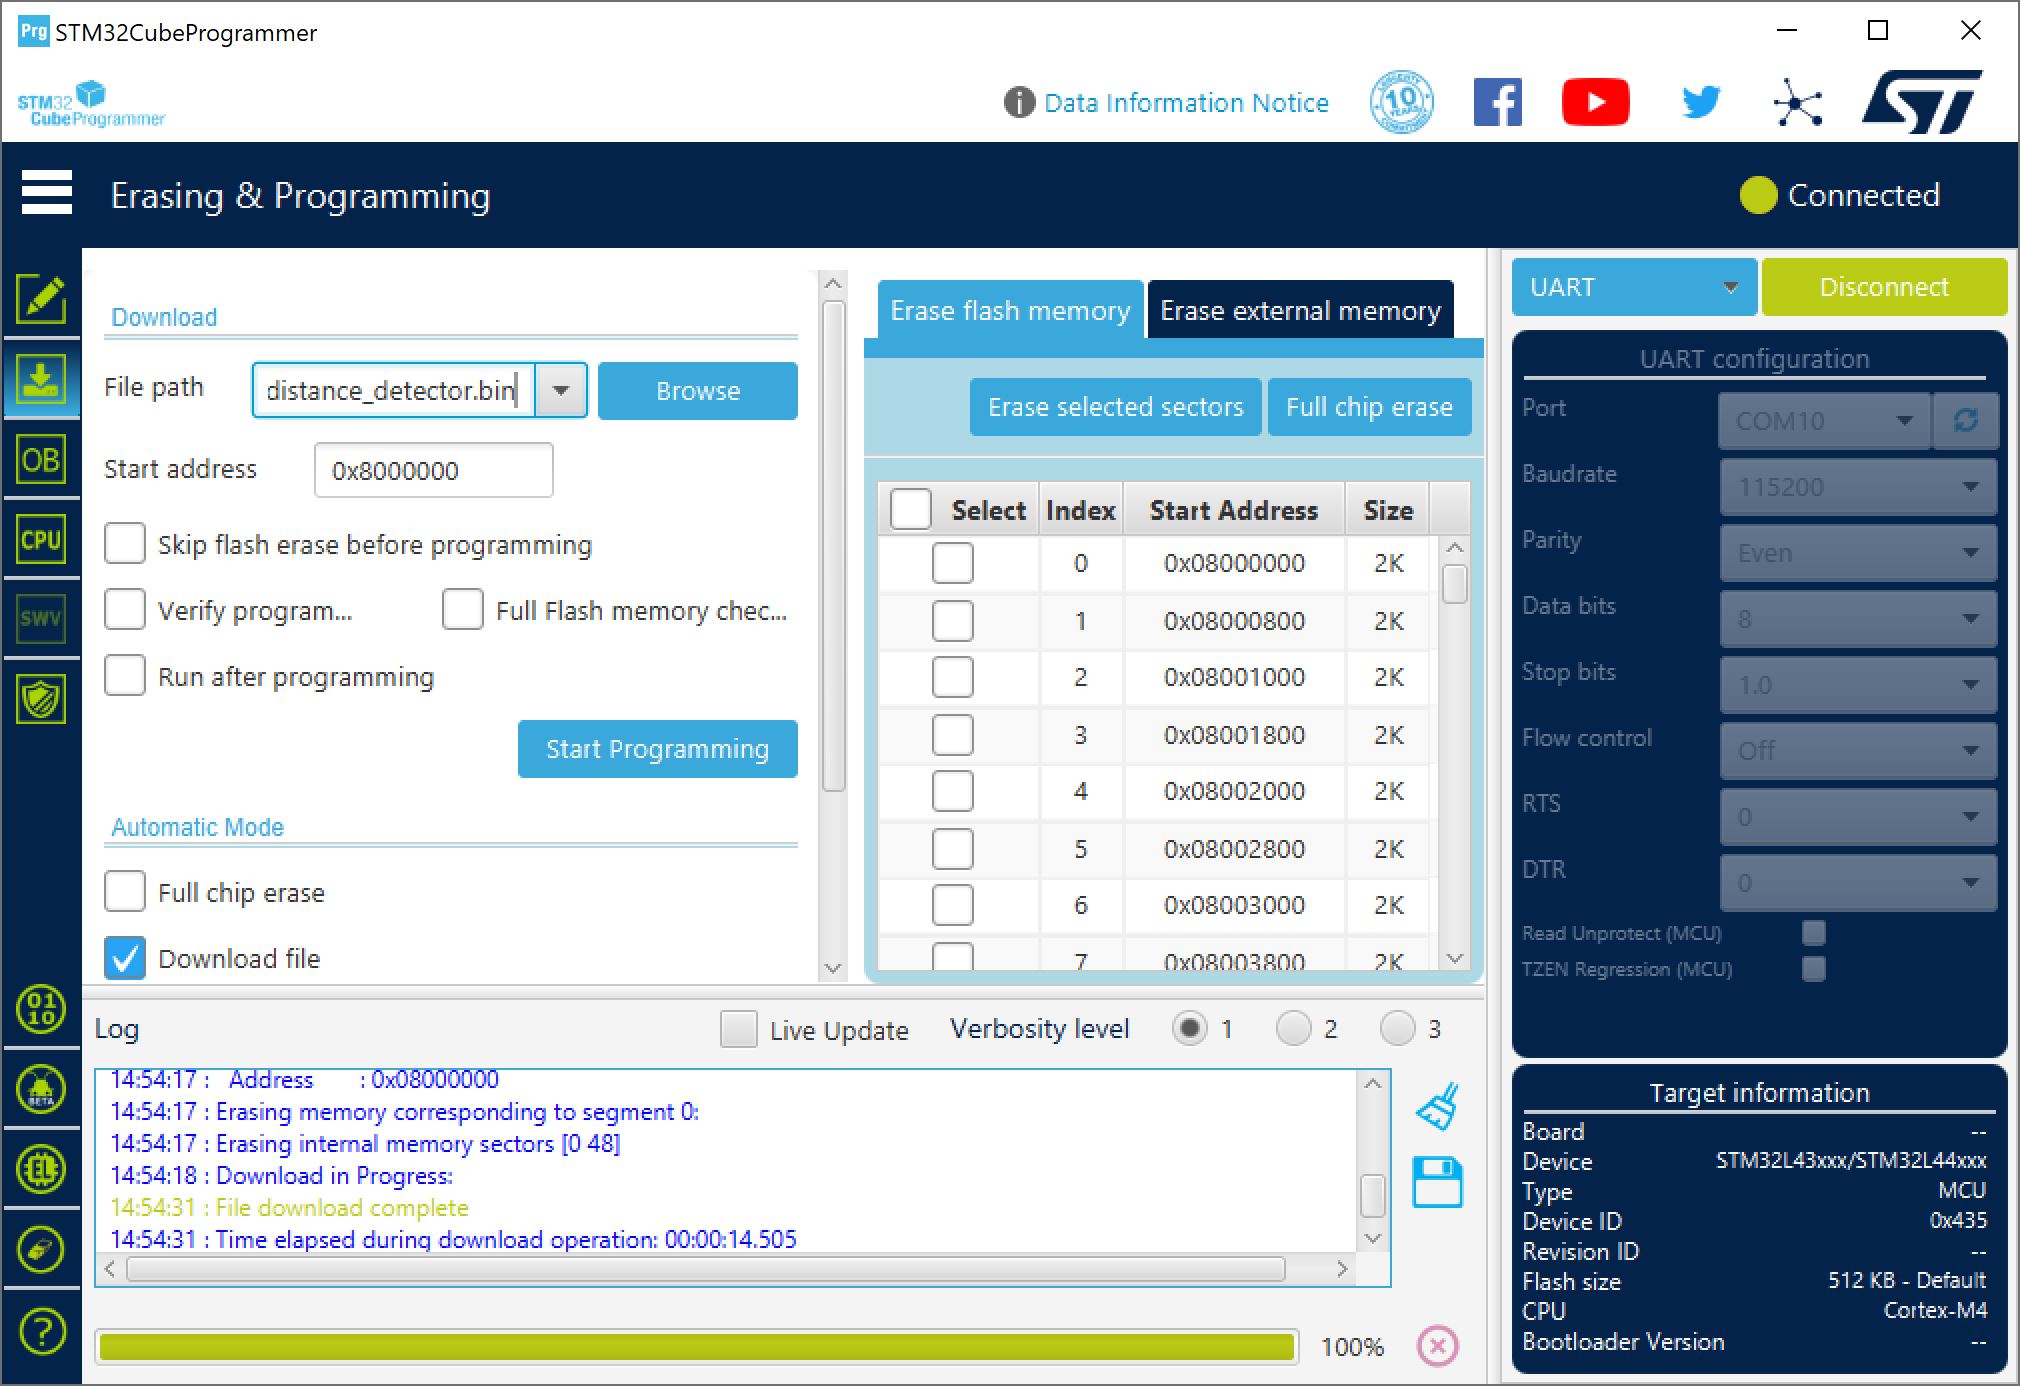 Prg STM32CubeProgrammer
STM32
CubeProgrammer
Data Information Notice
10
YEARS
ST
Erasing & Programming
Connected
Download
File path
distance_detector.bin
Browse
Start address
0x8000000
Skip flash erase before programming
Verify program...
Full Flash memory chec...
Run after programming
Start Programming
Automatic Mode
Full chip erase
Download file
OB
CPU
SWV
01
10
BETA
EL
?
Erase flash memory
Erase external memory
Erase selected sectors
Full chip erase
Select Index Start Address Size
0 0x08000000 2K
1 0x08000800 2K
2 0x08001000 2K
3 0x08001800 2K
4 0x08002000 2K
5 0x08002800 2K
6 0x08003000 2K
7 0x08003800 2K
Log
Live Update
Verbosity level
1
2
3
14:54:17 : Address : 0x08000000
14:54:17 : Erasing memory corresponding to segment 0:
14:54:17 : Erasing internal memory sectors [0 48]
14:54:18 : Download in Progress:
14:54:31 : File download complete
14:54:31 : Time elapsed during download operation: 00:00:14.505
100%
UART
Disconnect
UART configuration
Port COM10
Baudrate 115200
Parity Even
Data bits 8
Stop bits 1.0
Flow control Off
RTS 0
DTR 0
Read Unprotect (MCU)
TZEN Regression (MCU)
Target information
Board --
Device STM32L43xxx/STM32L44xxx
Type MCU
Device ID 0x435
Revision ID --
Flash size 512 KB - Default
CPU Cortex-M4
Bootloader Version --